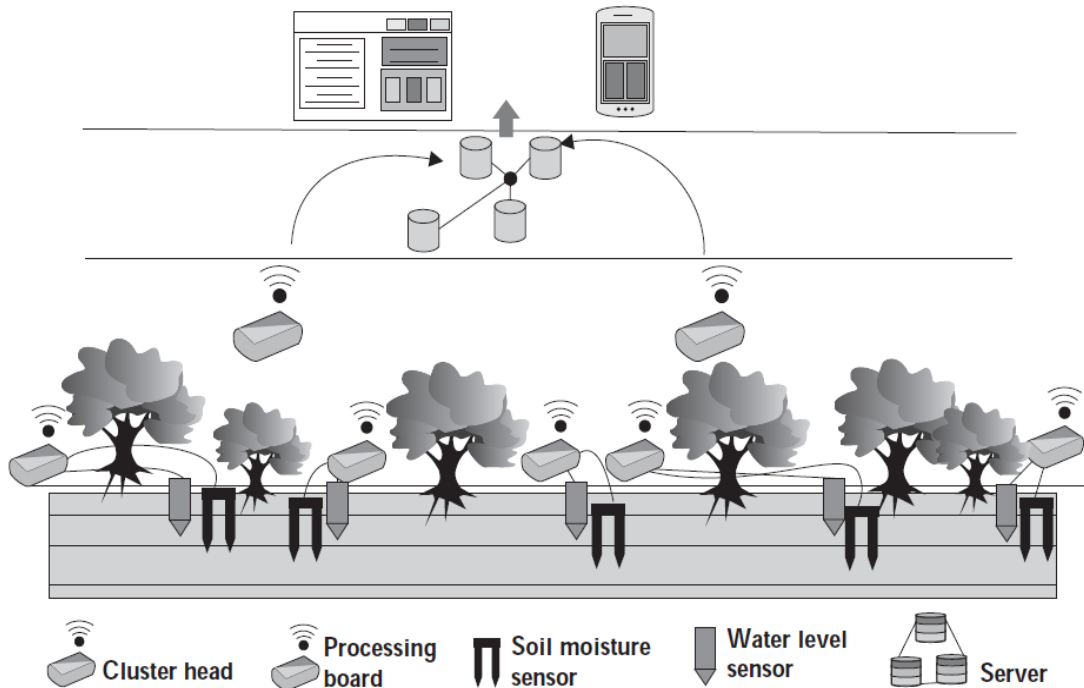 Cluster head
Processing
board
Soil moisture
sensor
Water level
sensor
Server